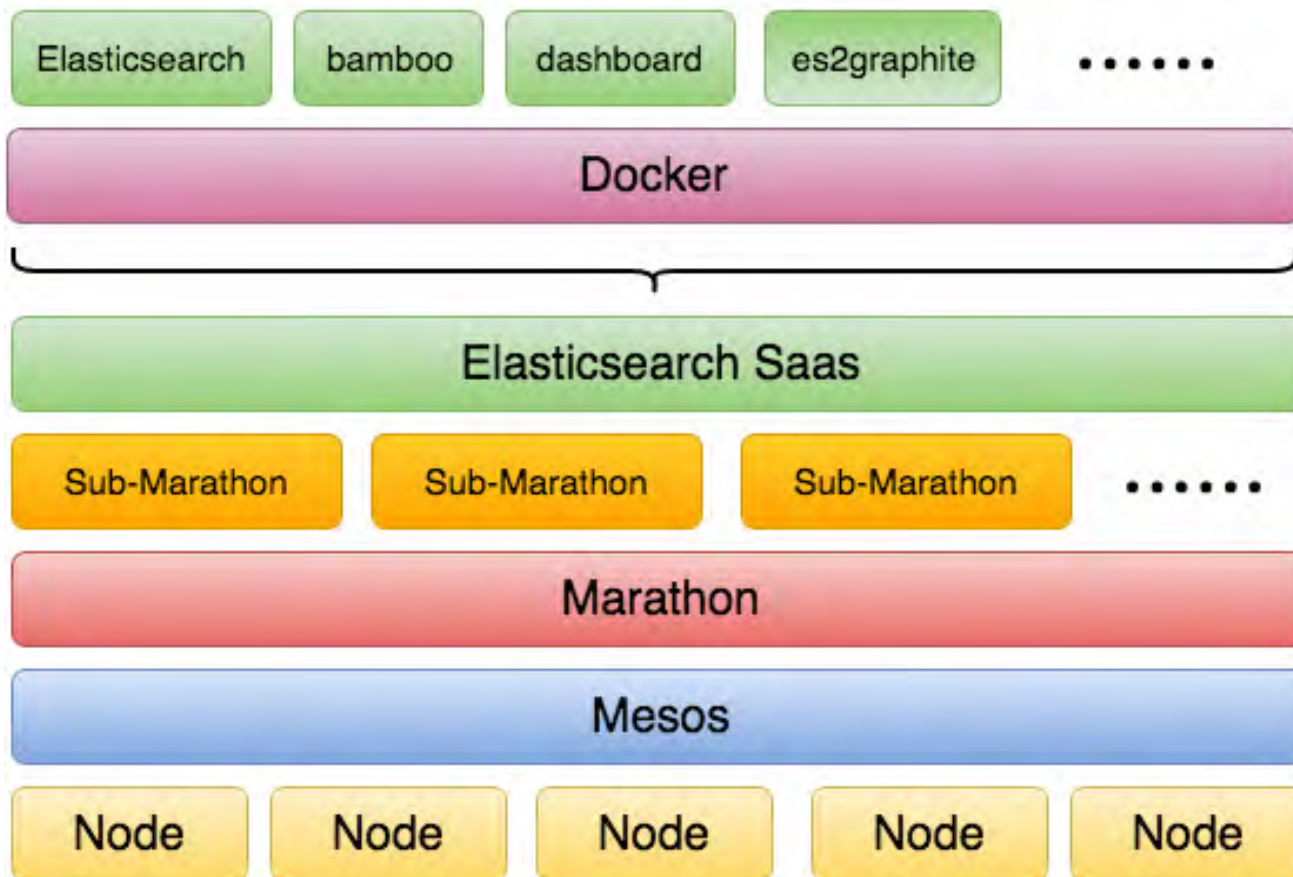 Elasticsearch bamboo dashboard es2graphite ......
Docker
Elasticsearch Saas
Sub-Marathon Sub-Marathon Sub-Marathon ......
Marathon
Mesos
Node Node Node Node Node